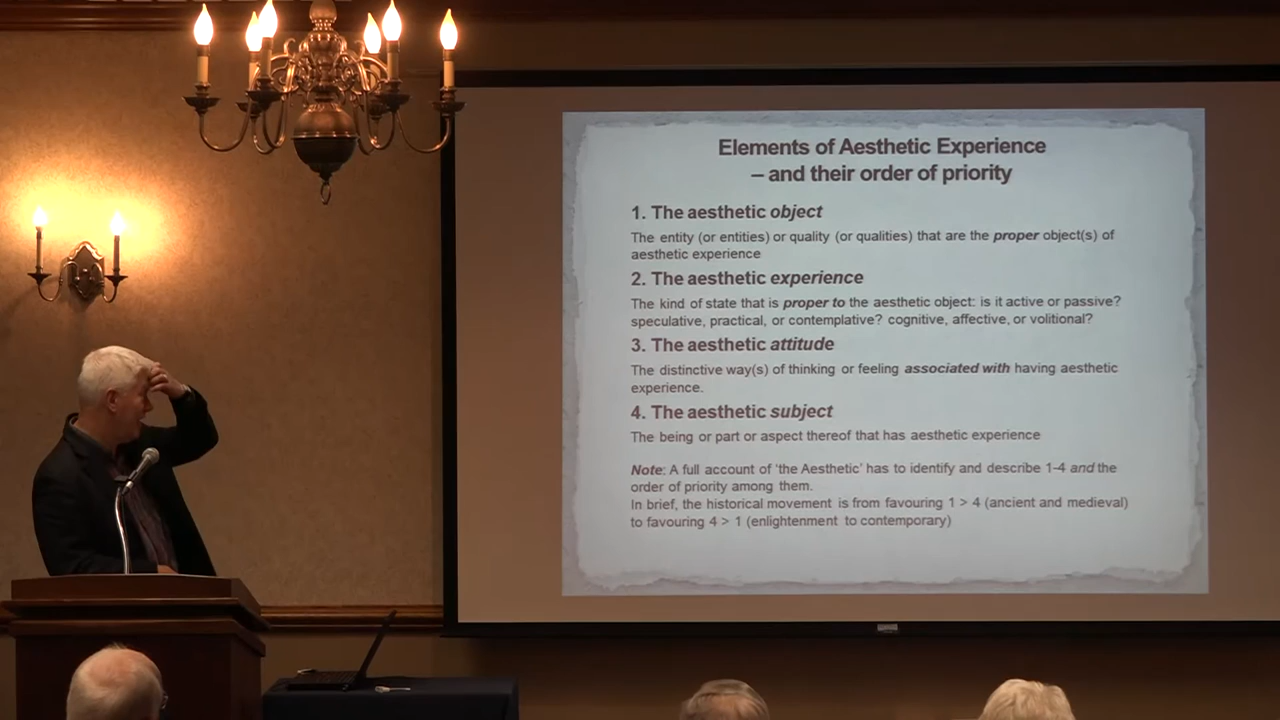 Elements of Aesthetic Experience
– and their order of priority
1. The aesthetic object
The entity (or entities) or quality (or qualities) that are the proper object(s) of
aesthetic experience
2. The aesthetic experience
The kind of state that is proper to the aesthetic object: is it active or passive?
speculative, practical, or contemplative? cognitive, affective, or volitional?
3. The aesthetic attitude
The distinctive way(s) of thinking or feeling associated with having aesthetic
experience.
4. The aesthetic subject
The being or part or aspect thereof that has aesthetic experience
Note: A full account of 'the Aesthetic' has to identify and describe 1-4 and the
order of priority among them.
In brief, the historical movement is from favouring 1 > 4 (ancient and medieval)
to favouring 4 > 1 (enlightenment to contemporary)